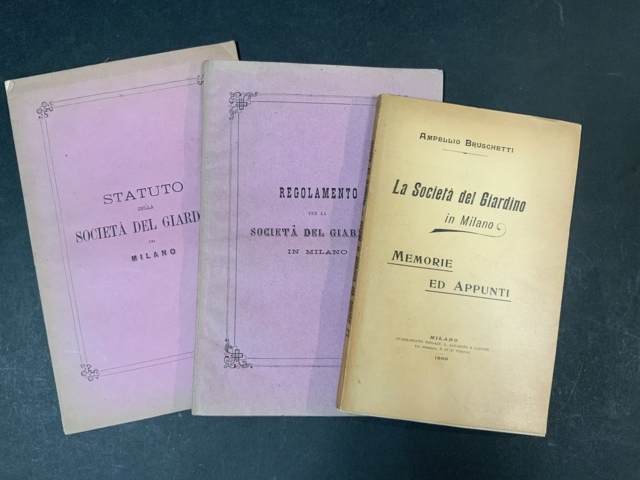 STATUTO
DELLA
SOCIETÀ DEL GIARD
MILANO
REGOLAMENTO
PER LA
SOCIETÀ DEL GIAR
IN MILANO
AMPELLIO BRUSCHETTI
La Società del Giardino
in Milano
MEMORIE
ED APPUNTI
MILANO